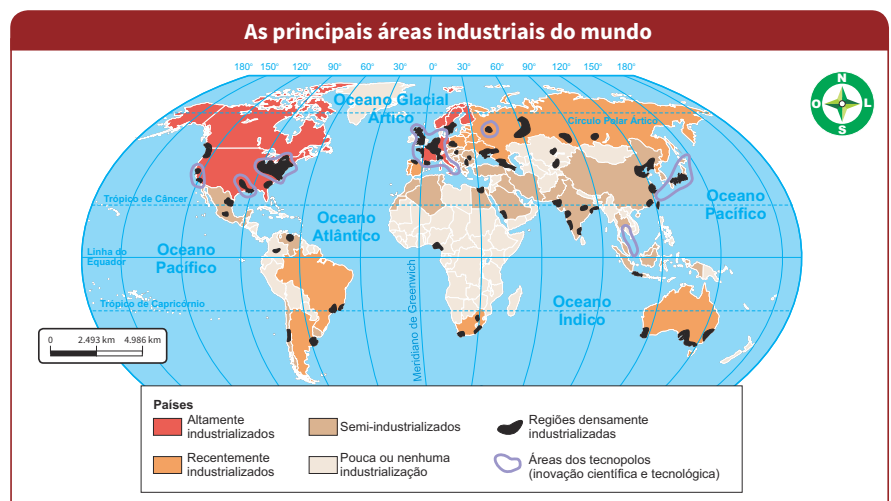 As principais áreas industriais do mundo
180° 150° 120° 90° 60° 30° 0° 30° 60° 90° 120° 150° 180°
N
O L
S
Oceano Glacial
Ártico
Círculo Polar Ártico
Trópico de Câncer
Oceano
Pacífico
Oceano
Atlântico
Linha do
Equador
Oceano
Pacífico
Trópico de Capricórnio
Oceano
Índico
Meridiano de Greenwich
0 2.493 km 4.986 km
Países
Altamente
industrializados
Recentemente
industrializados
Semi-industrializados
Pouca ou nenhuma
industrialização
Regiões densamente
industrializadas
Áreas dos tecnopolos
(inovação científica e tecnológica)